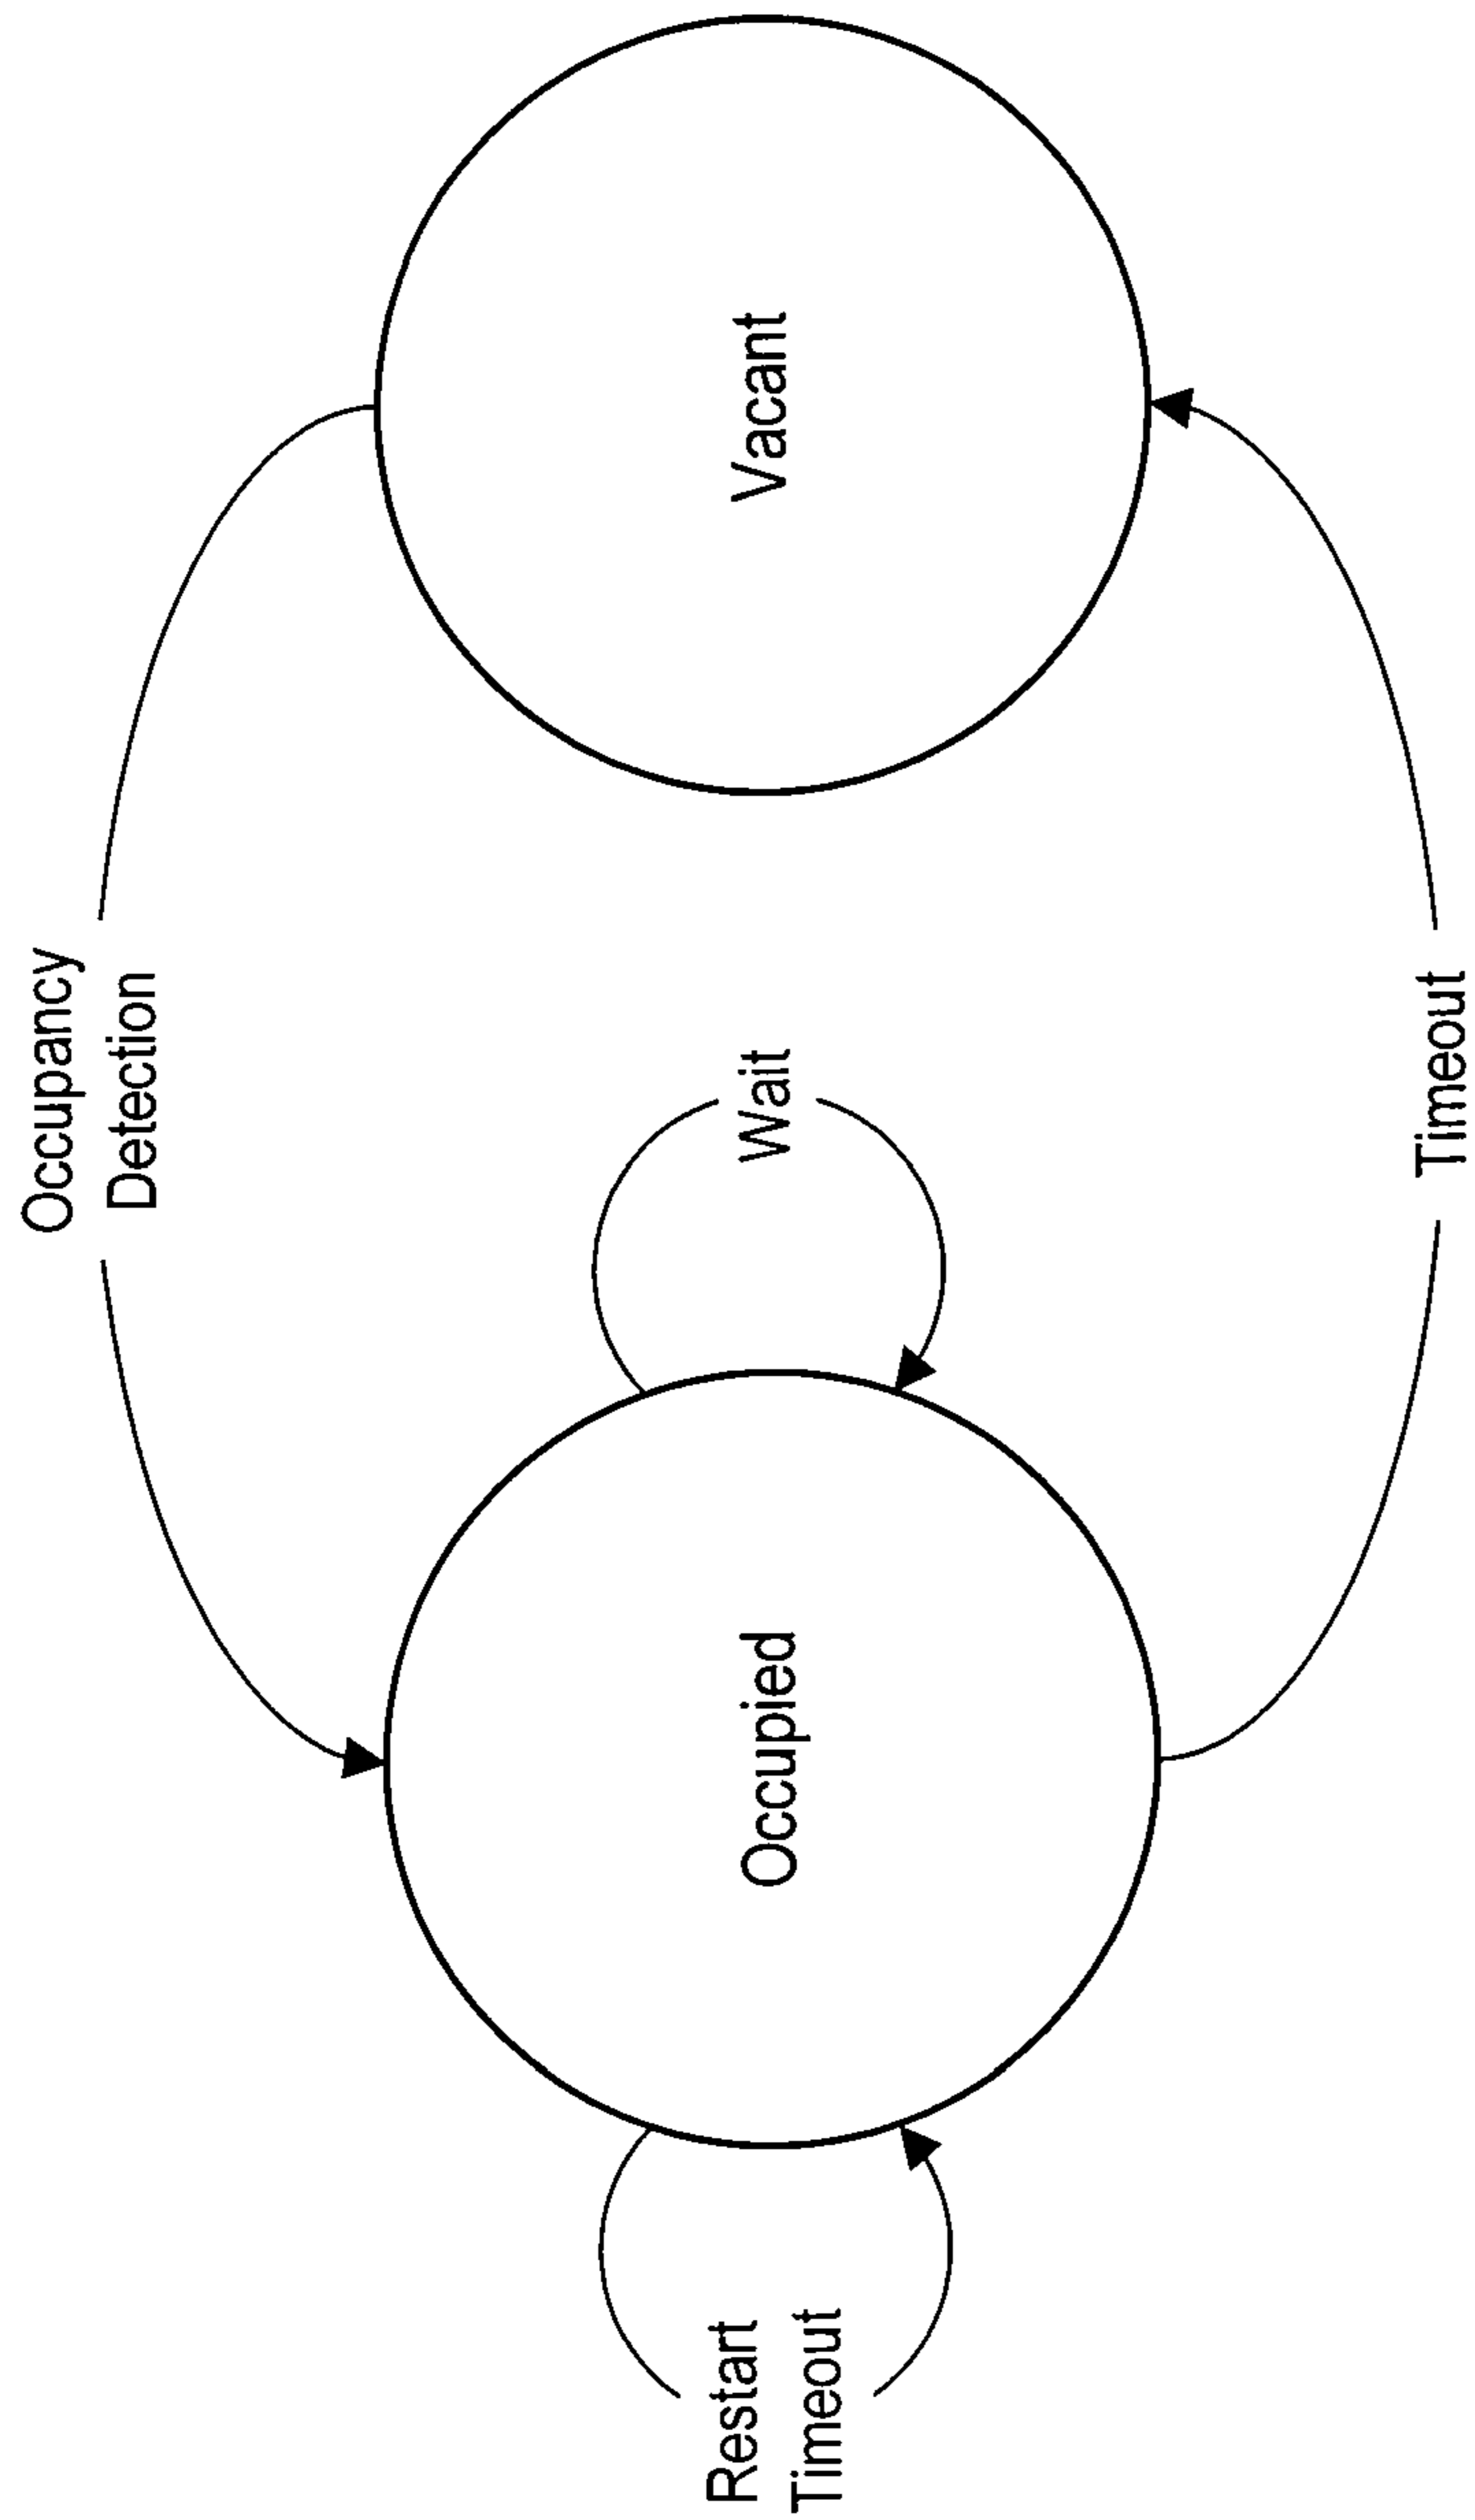 Occupancy
Detection
Restart
Timeout
Occupied
Wait
Vacant
Timeout